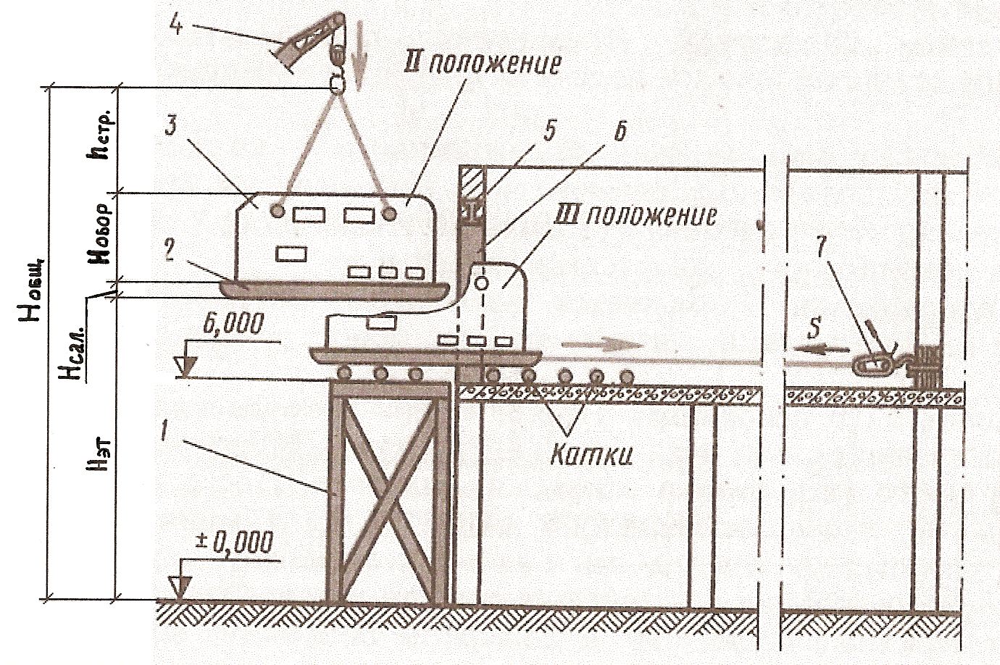 4
II положение
hстр.
3
5
6
III положение
Hобор
2
7
Hобщ
6,000
S
Hсал.
1
Катки
Hэт
±0,000